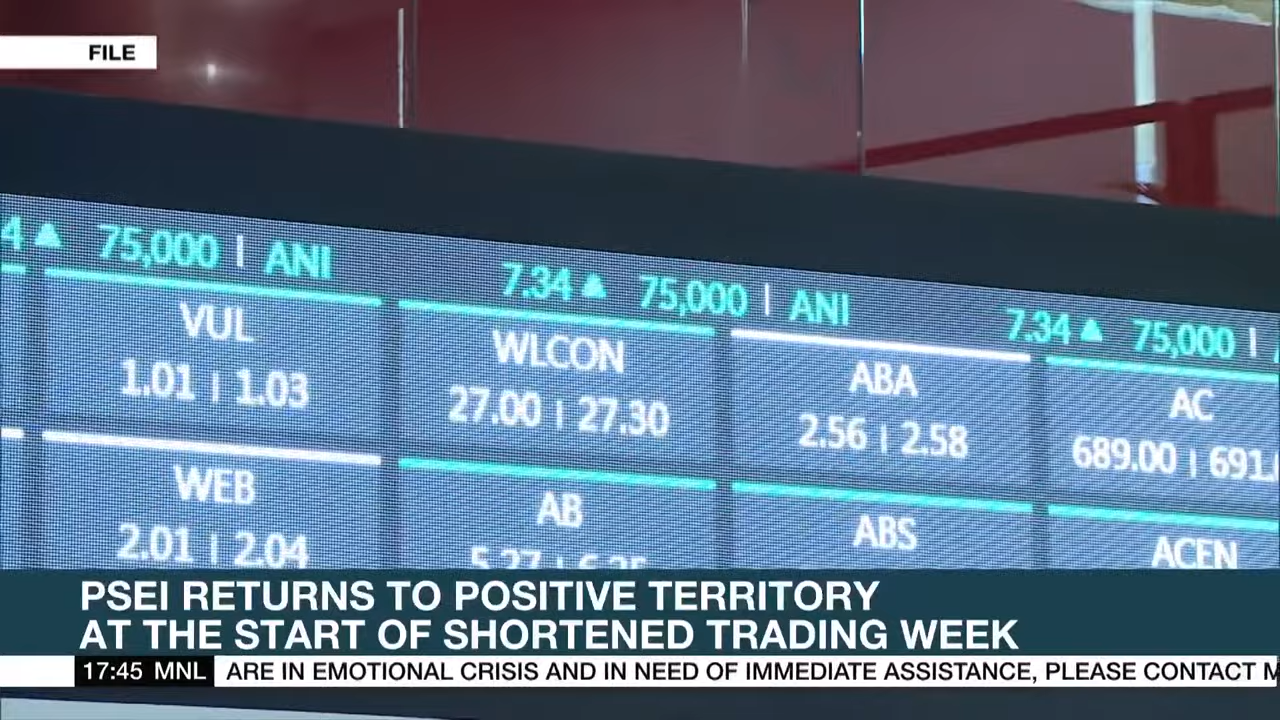 FILE
4 ▲ 75,000 | ANI 7.34 ▲ 75,000 | ANI 7.34 ▲ 75,000 |
VUL
1.01 | 1.03
WLCON
27.00 | 27.30
ABA
2.56 | 2.58
AC
689.00 | 691.
WEB
2.01 | 2.04
AB
ABS
ACEN
PSEI RETURNS TO POSITIVE TERRITORY
AT THE START OF SHORTENED TRADING WEEK
17:45 MNL ARE IN EMOTIONAL CRISIS AND IN NEED OF IMMEDIATE ASSISTANCE, PLEASE CONTACT